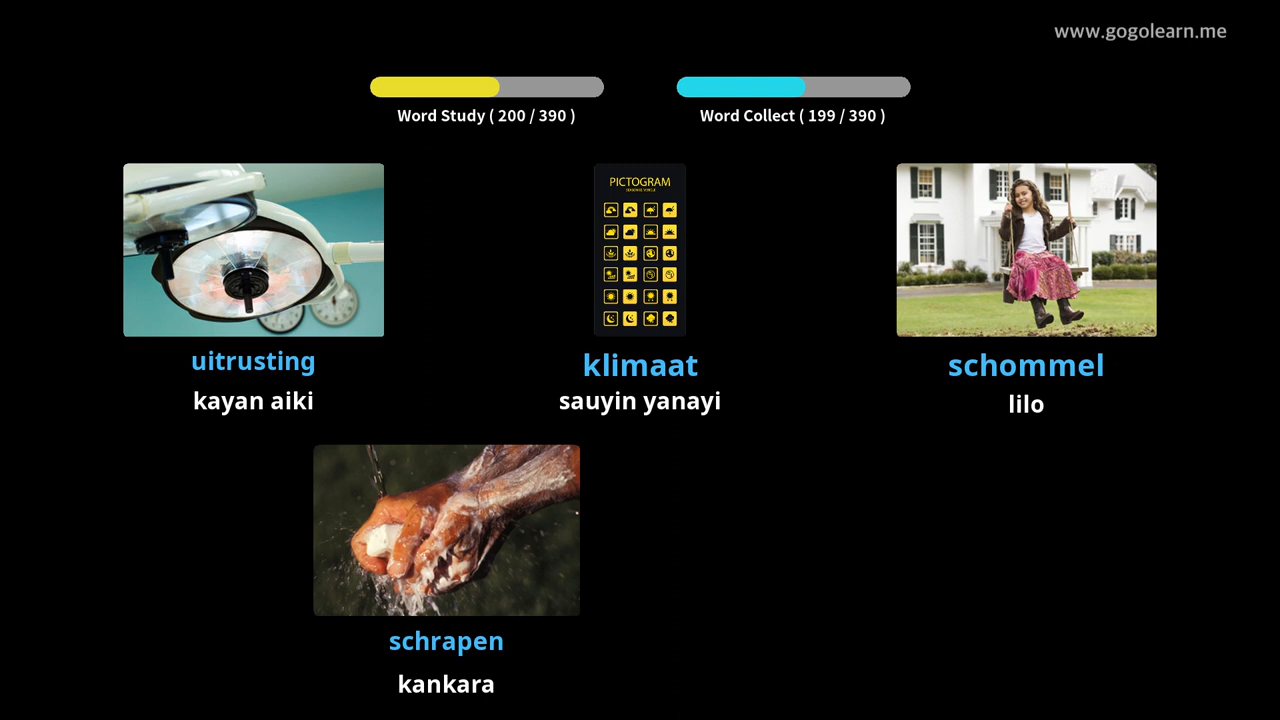 www.gogolearn.me
Word Study ( 200 / 390 )
Word Collect ( 199 / 390 )
PICTOGRAM
uitrusting
klimaat
schommel
kayan aiki
sauyin yanayi
lilo
schrapen
kankara